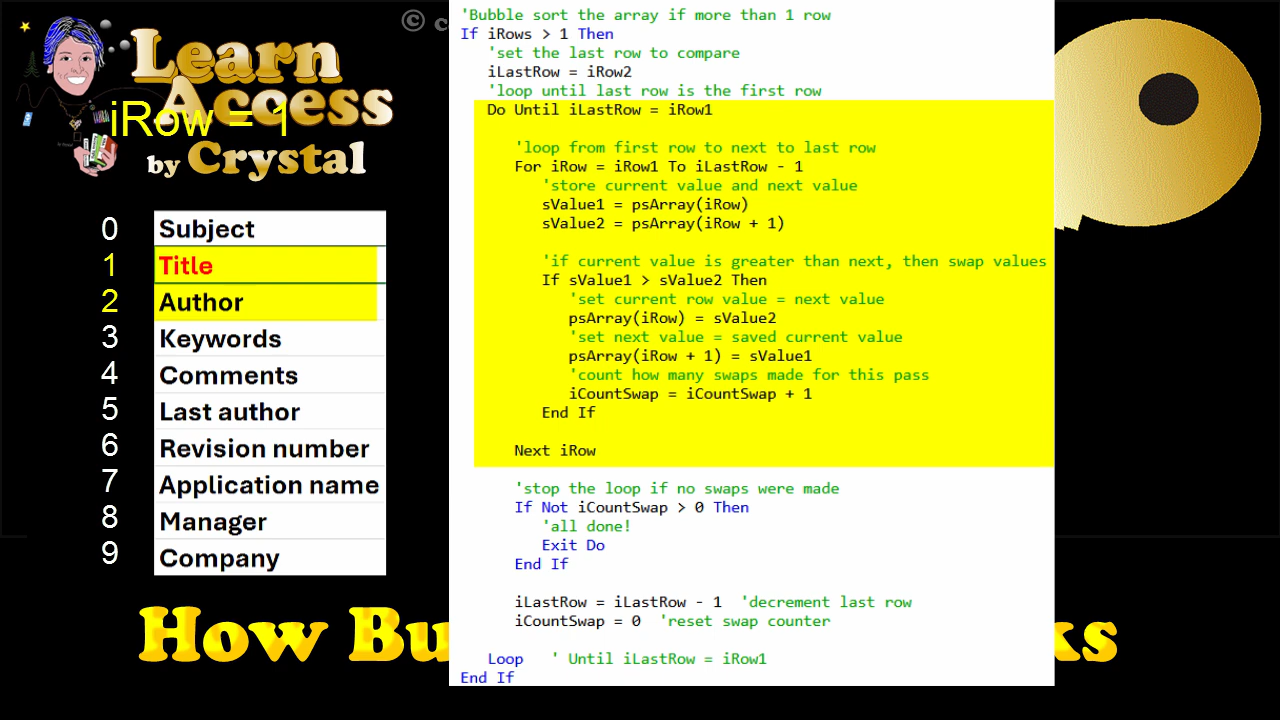 Learn
Access
by Crystal
iRow = 1
0 Subject
1 Title
2 Author
3 Keywords
4 Comments
5 Last author
6 Revision number
7 Application name
8 Manager
9 Company
How Bu
ks
©
'Bubble sort the array if more than 1 row
If iRows > 1 Then
'set the last row to compare
iLastRow = iRow2
'loop until last row is the first row
Do Until iLastRow = iRow1
'loop from first row to next to last row
For iRow = iRow1 To iLastRow - 1
'store current value and next value
sValue1 = psArray(iRow)
sValue2 = psArray(iRow + 1)
'if current value is greater than next, then swap values
If sValue1 > sValue2 Then
'set current row value = next value
psArray(iRow) = sValue2
'set next value = saved current value
psArray(iRow + 1) = sValue1
'count how many swaps made for this pass
iCountSwap = iCountSwap + 1
End If
Next iRow
'stop the loop if no swaps were made
If Not iCountSwap > 0 Then
'all done!
Exit Do
End If
iLastRow = iLastRow - 1 'decrement last row
iCountSwap = 0 'reset swap counter
Loop ' Until iLastRow = iRow1
End If